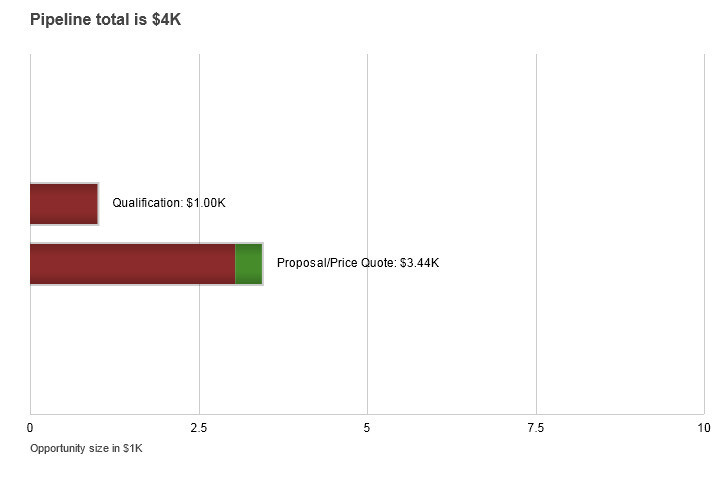 Pipeline total is $4K
Qualification: $1.00K
Proposal/Price Quote: $3.44K
0 2.5 5 7.5 10
Opportunity size in $1K